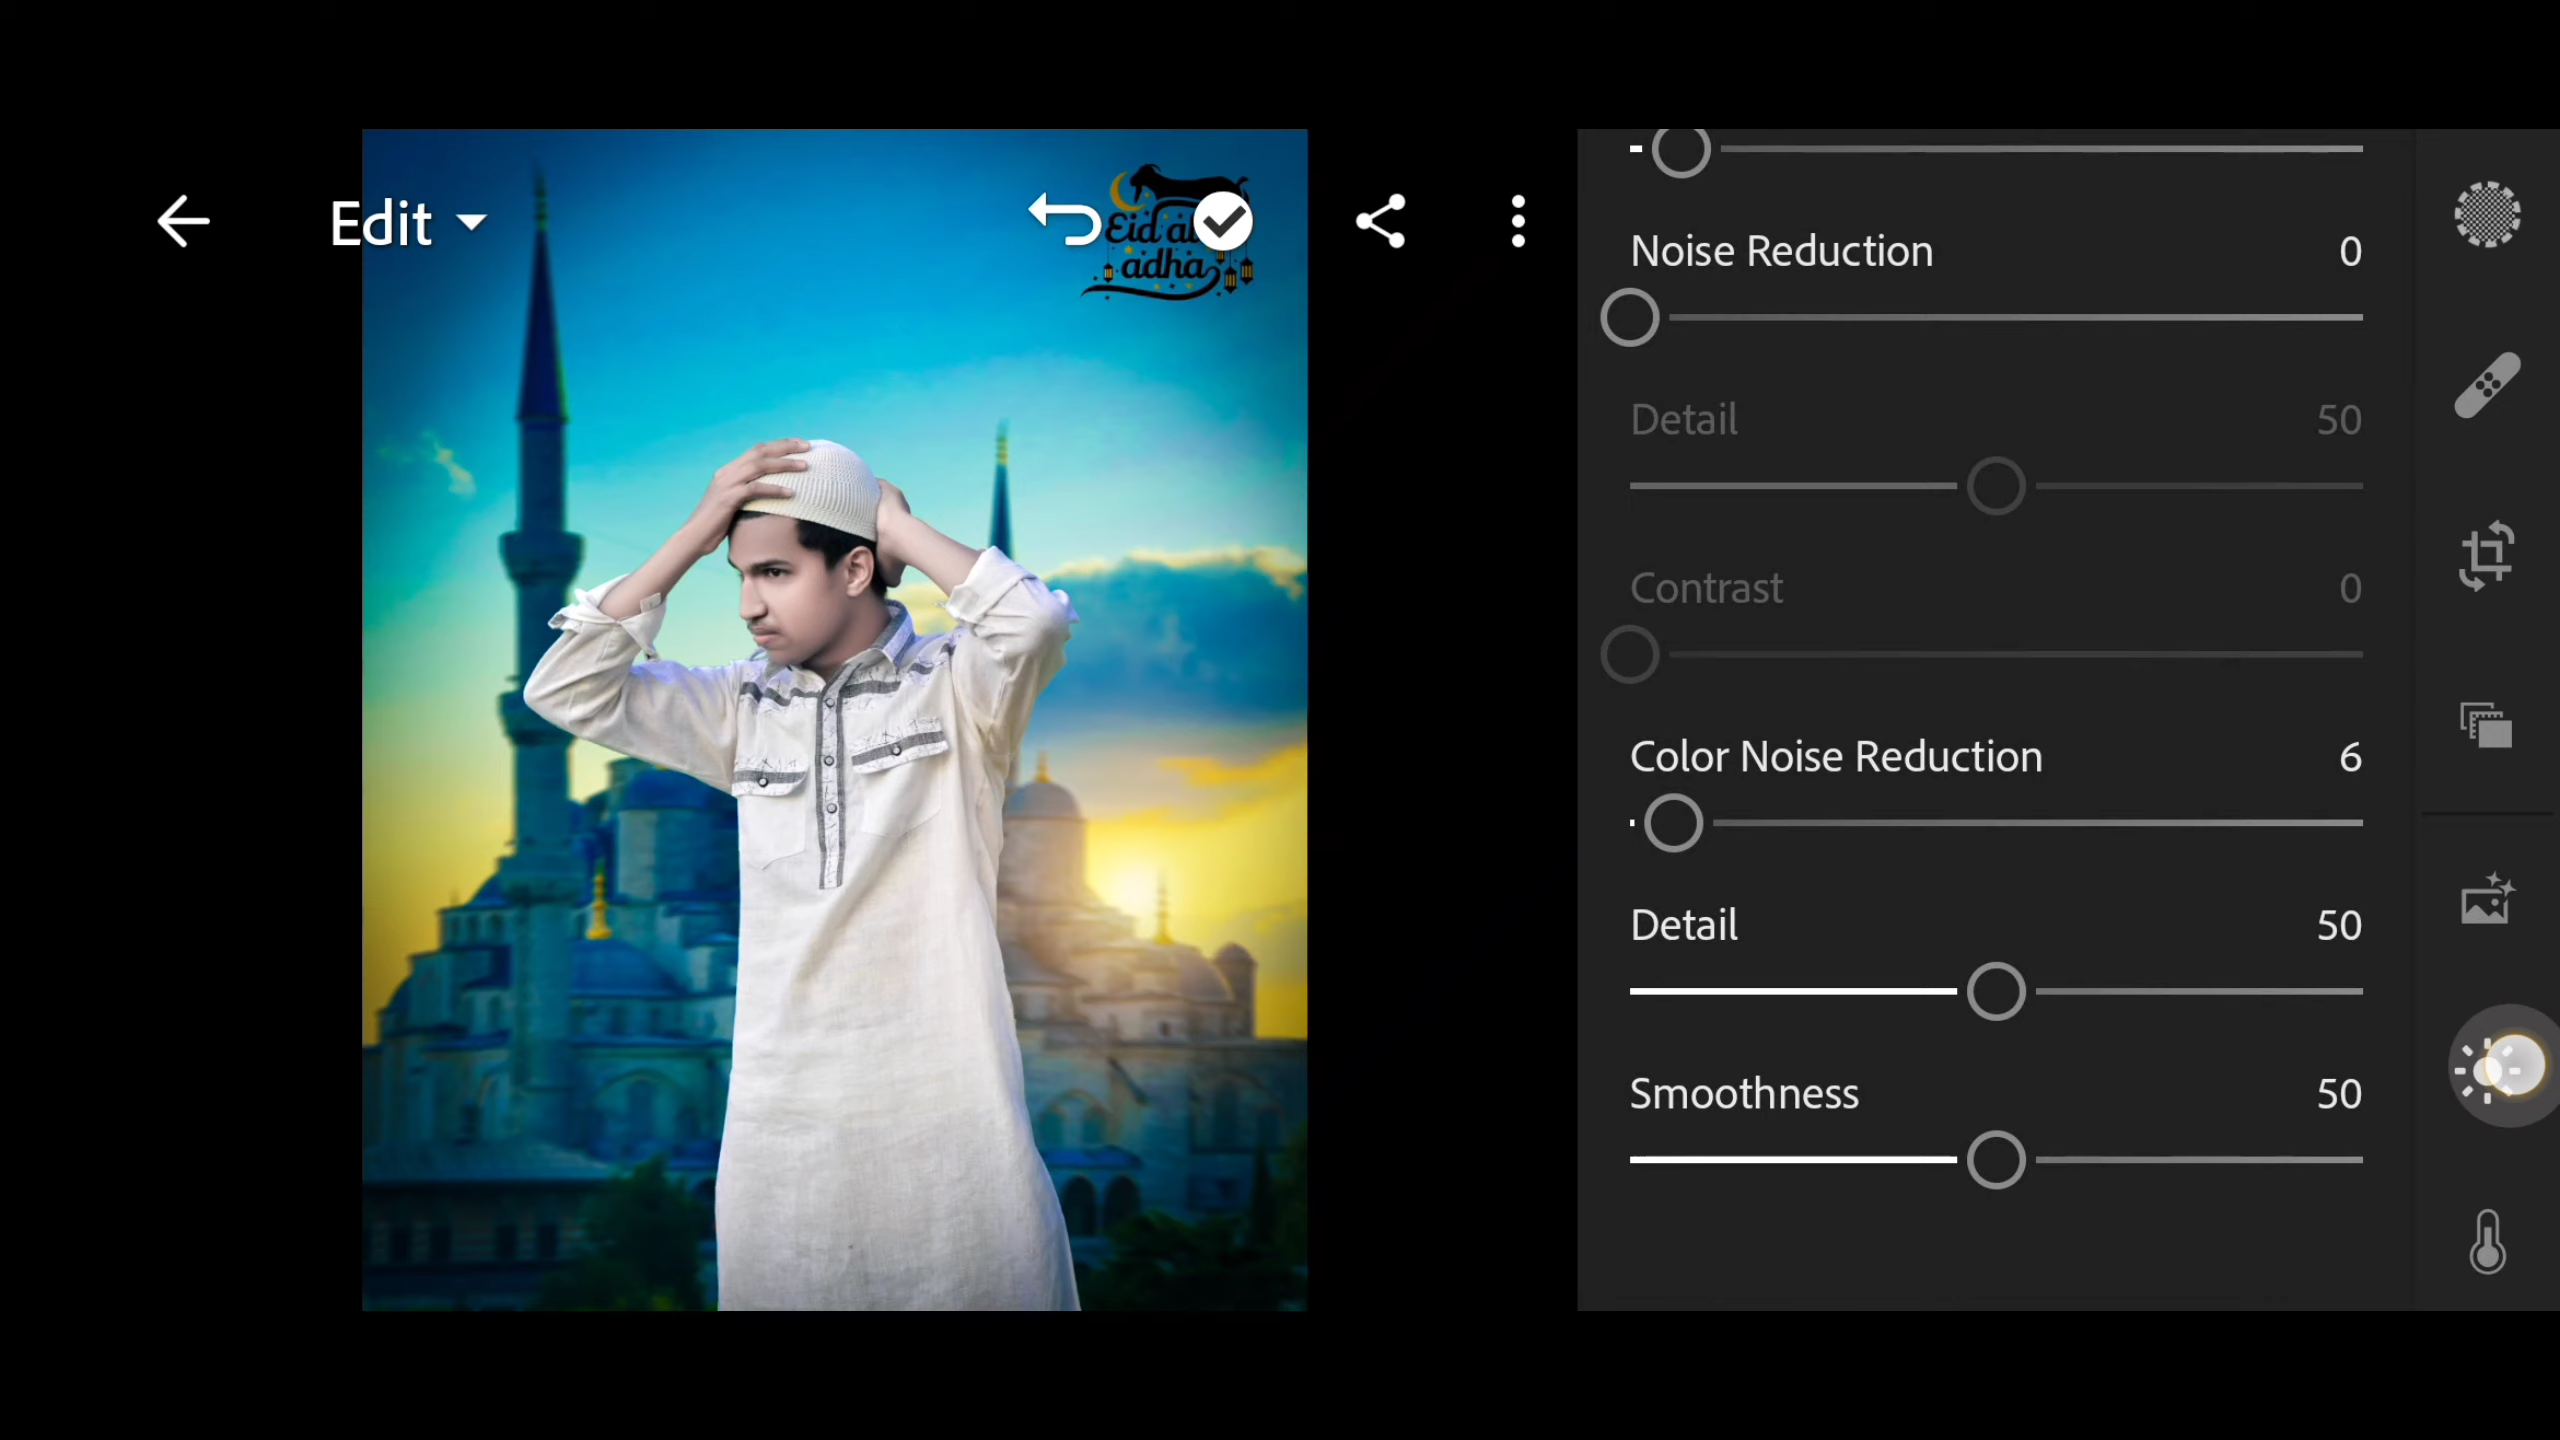 Edit
Eid al
adha
Noise Reduction 0
Detail 50
Contrast 0
Color Noise Reduction 6
Detail 50
Smoothness 50